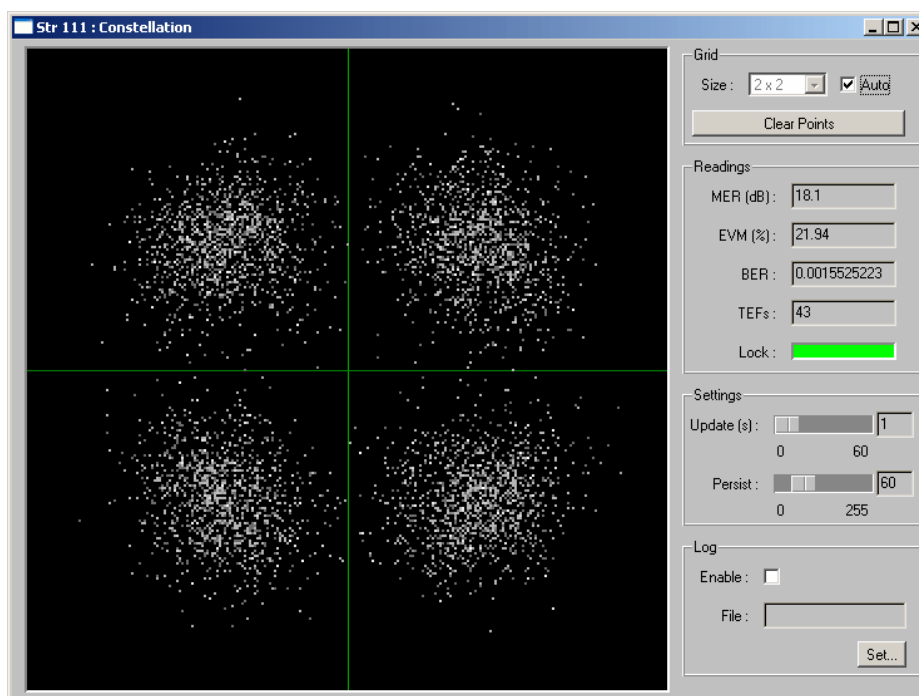 Str 111 : Constellation
Grid
Size : 2 x 2 Auto
Clear Points
Readings
MER (dB) : 18.1
EVM (%) : 21.94
BER : 0.0015525223
TEFs : 43
Lock :
Settings
Update (s) : 1
0 60
Persist : 60
0 255
Log
Enable :
File :
Set...